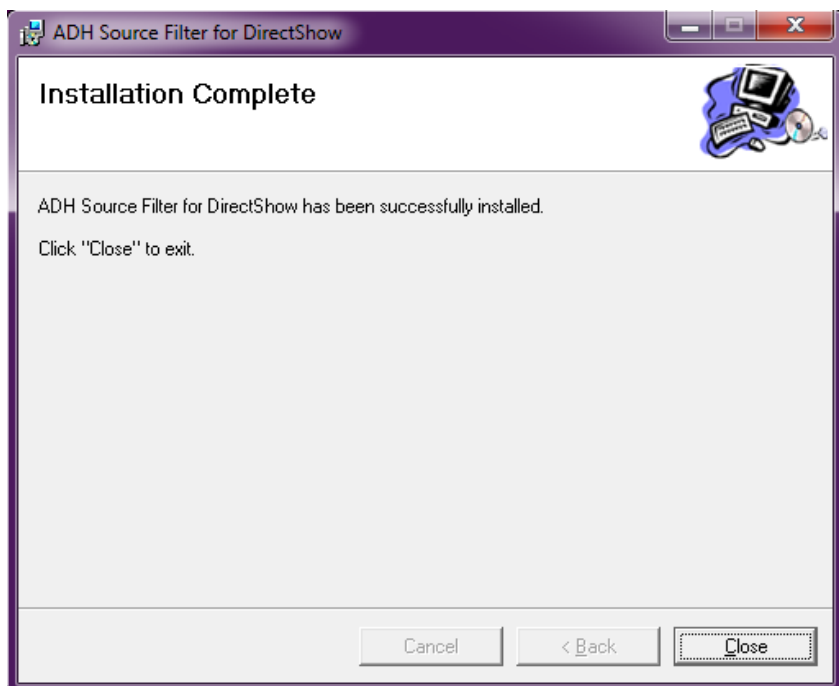 ADH Source Filter for DirectShow
Installation Complete
ADH Source Filter for DirectShow has been successfully installed.
Click "Close" to exit.
Cancel
< Back
Close